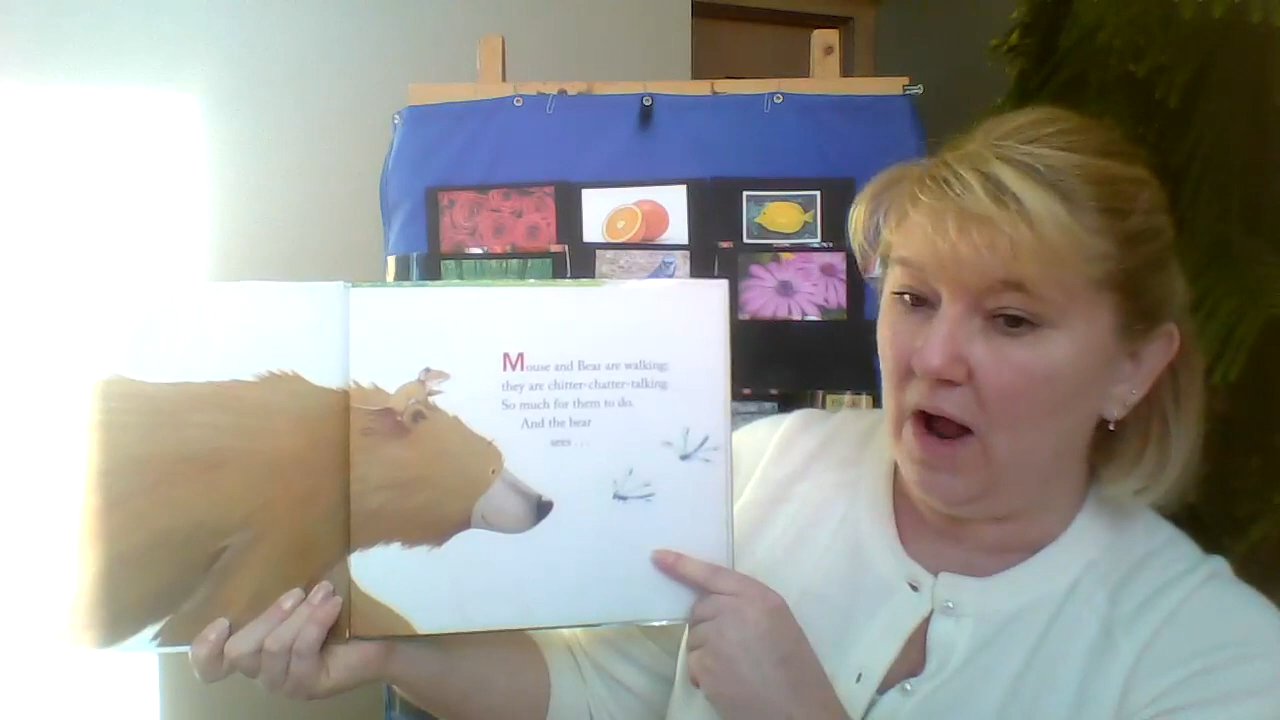 Mouse and Bear are walking;
they are chitter-chatter-talking.
So much for them to do.
And the bear
sees . . .